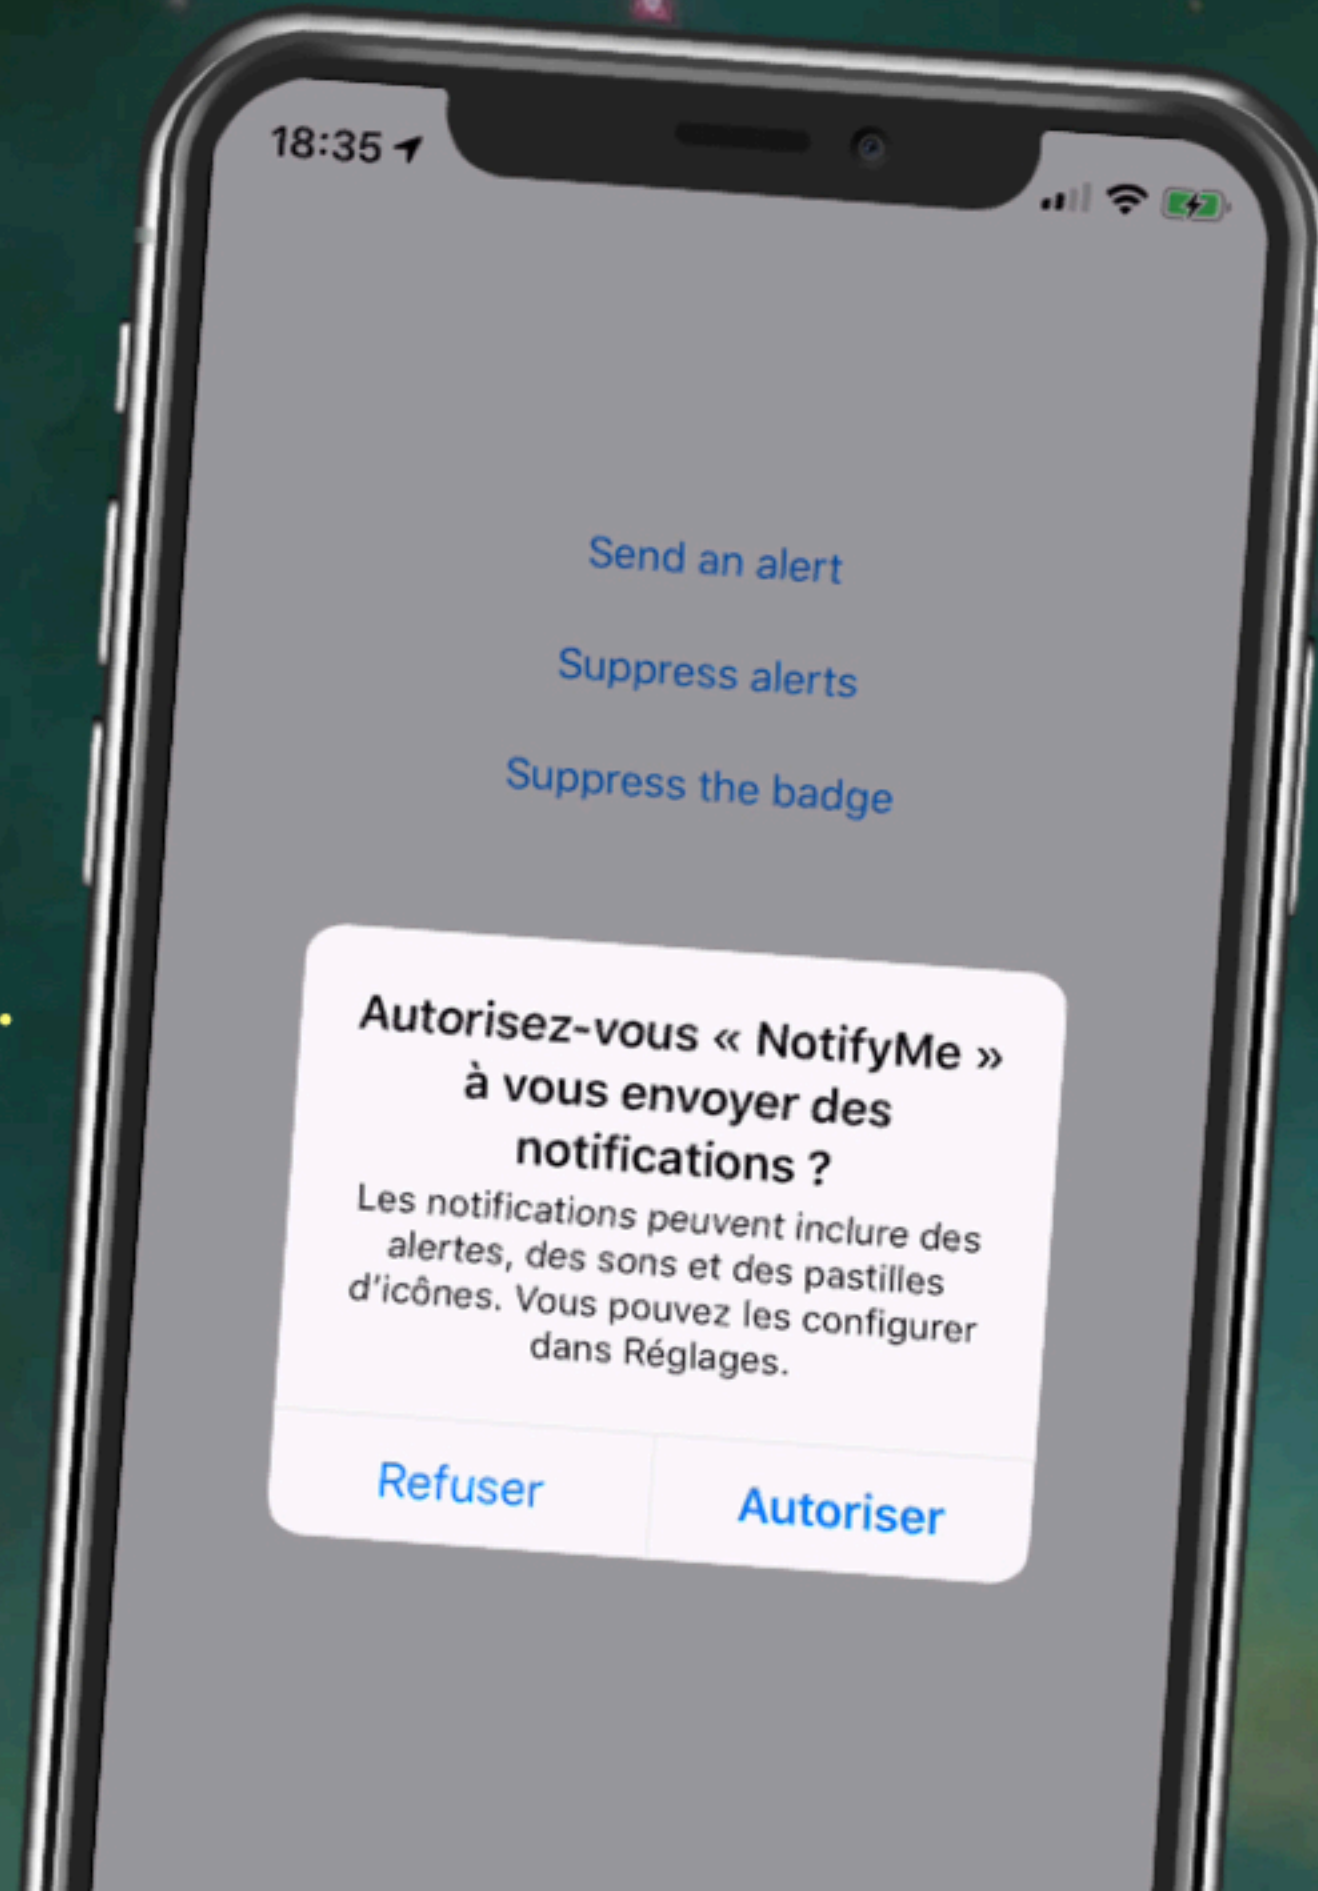 18:35
Send an alert
Suppress alerts
Suppress the badge
Autorisez-vous « NotifyMe »
à vous envoyer des
notifications ?
Les notifications peuvent inclure des
alertes, des sons et des pastilles
d'icônes. Vous pouvez les configurer
dans Réglages.
Refuser
Autoriser